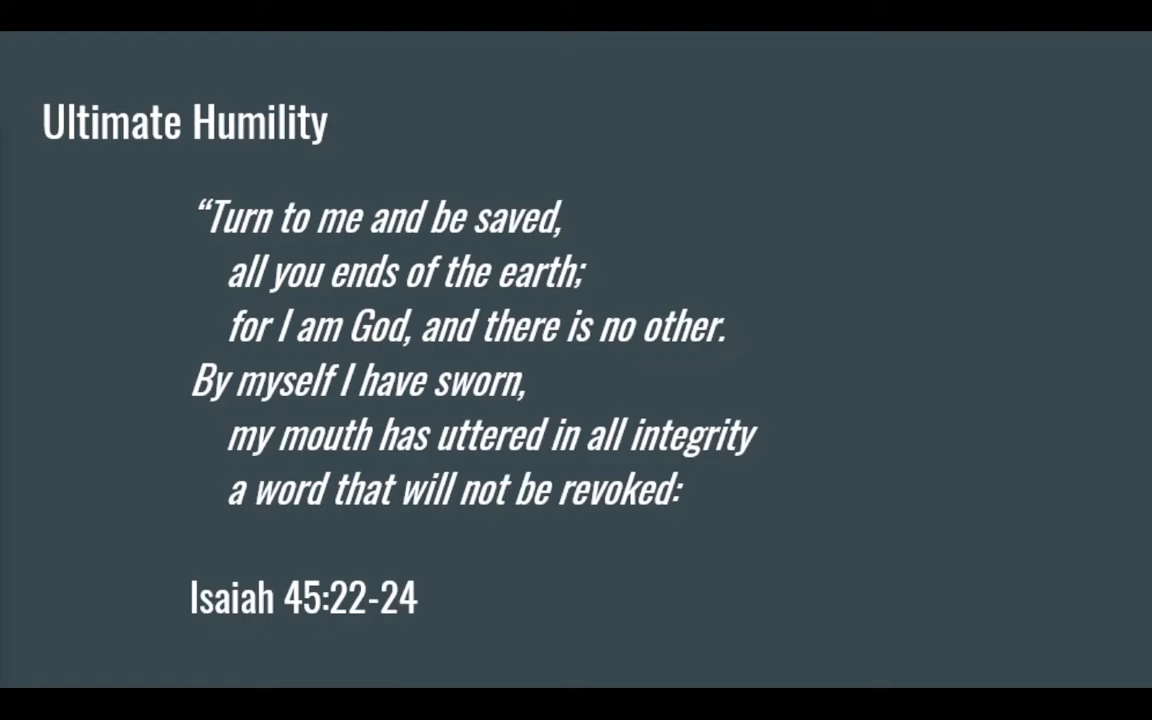 Ultimate Humility
“Turn to me and be saved,
all you ends of the earth;
for I am God, and there is no other.
By myself I have sworn,
my mouth has uttered in all integrity
a word that will not be revoked:
Isaiah 45:22-24